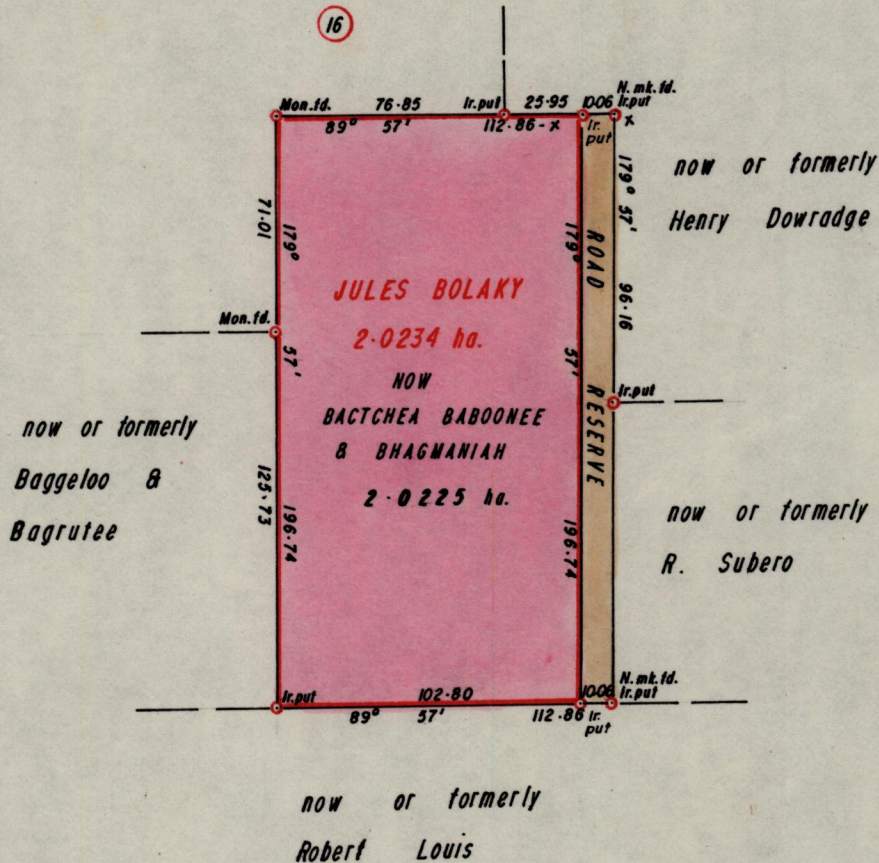 16
N. mk. fd.
Mon. fd. 76·85 Ir. put 25·95 10·06 Ir. put
89° 57' 112·86 - x Ir. put x
71·01
179°
179°
ROAD
179° 57'
now or formerly
Henry Dowradge
JULES BOLAKY
2·0234 ha.
NOW
BACTCHEA BABOONEE
& BHAGMANIAH
2·0225 ha.
Mon. fd.
57'
57'
96·16
RESERVE
Ir. put
now or formerly
Baggeloo &
Bagrutee
125·73
196·74
196·74
now or formerly
R. Subero
N. mk. fd.
Ir. put 102·80 10·06 Ir. put
89° 57' 112·86 Ir. put
now or formerly
Robert Louis